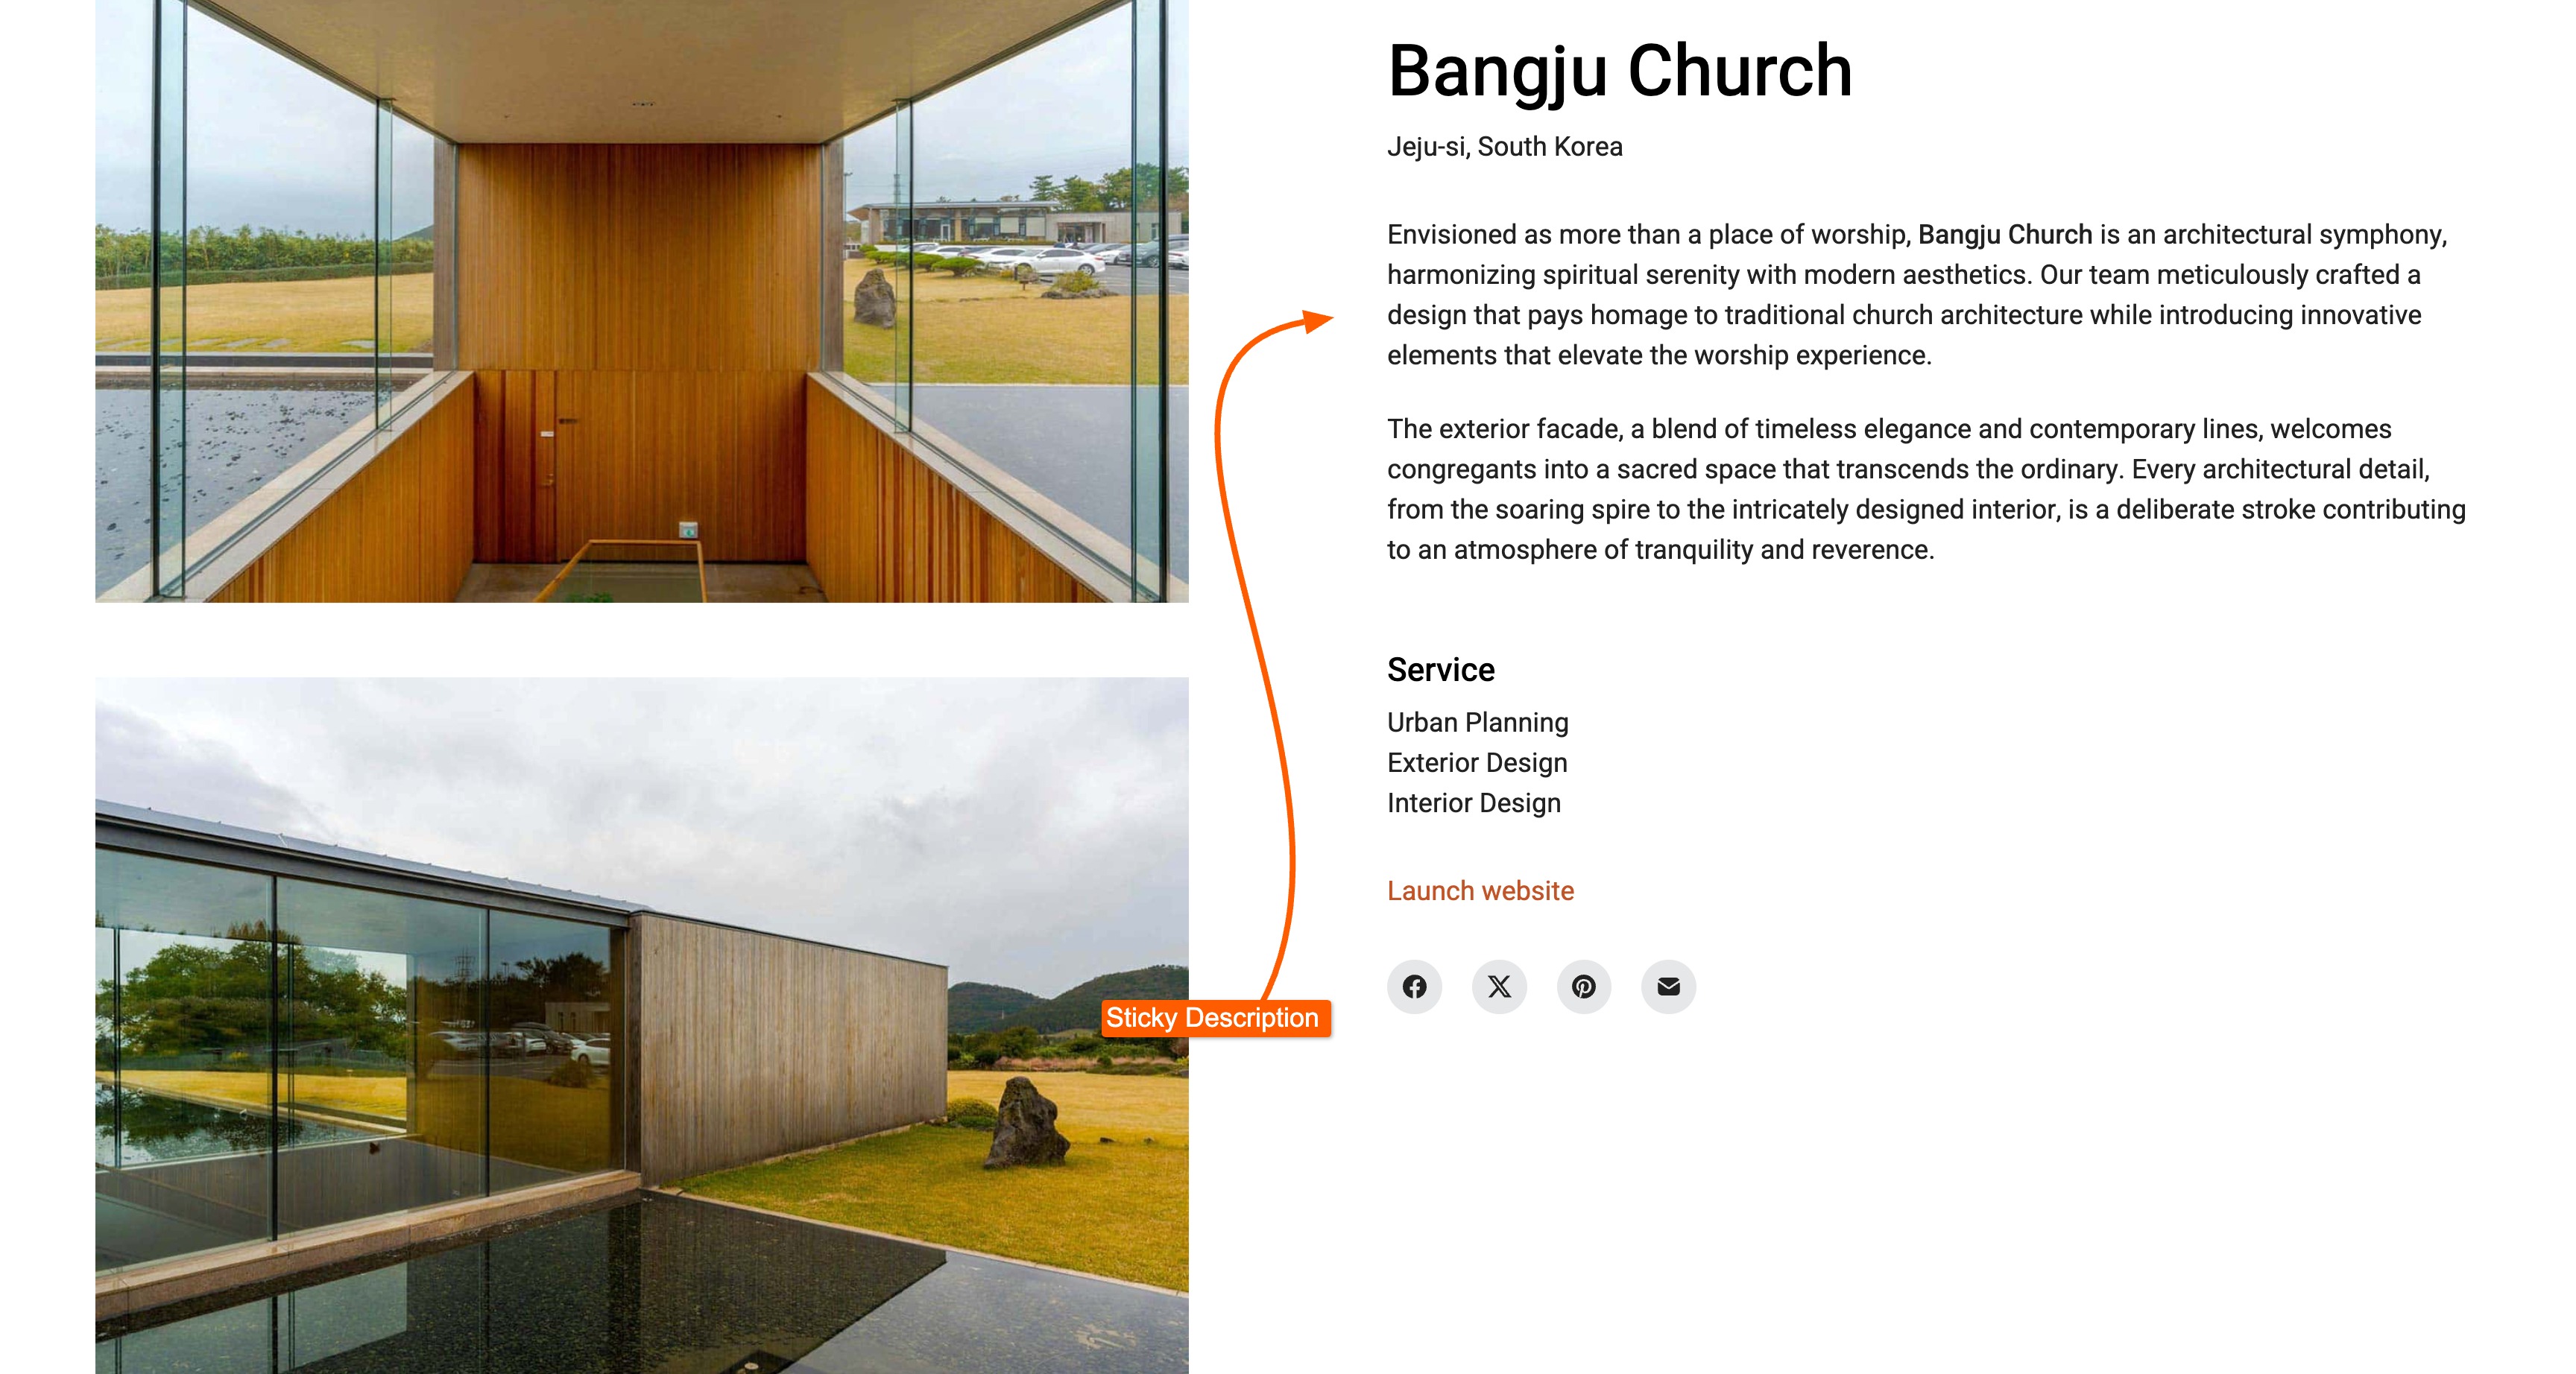 Bangju Church
Jeju-si, South Korea
Envisioned as more than a place of worship, Bangju Church is an architectural symphony,
harmonizing spiritual serenity with modern aesthetics. Our team meticulously crafted a
design that pays homage to traditional church architecture while introducing innovative
elements that elevate the worship experience.
The exterior facade, a blend of timeless elegance and contemporary lines, welcomes
congregants into a sacred space that transcends the ordinary. Every architectural detail,
from the soaring spire to the intricately designed interior, is a deliberate stroke contributing
to an atmosphere of tranquility and reverence.
Service
Urban Planning
Exterior Design
Interior Design
Launch website
Sticky Description